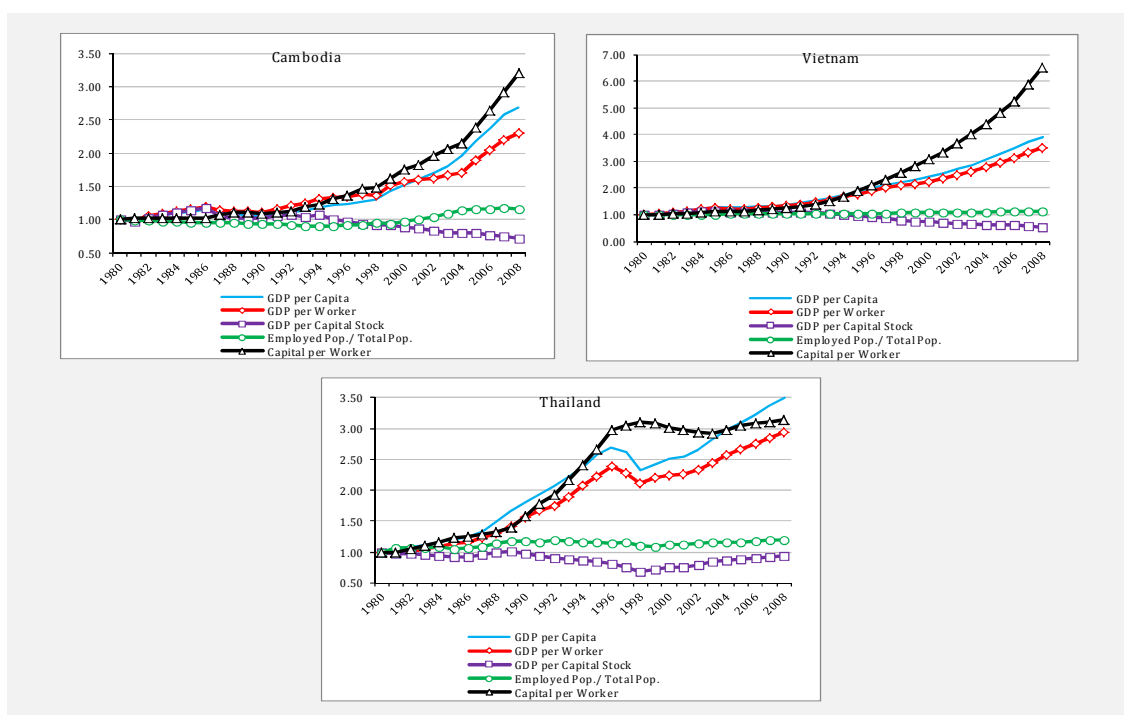 Cambodia
3.50
3.00
2.50
2.00
1.50
1.00
0.50
1980 1982 1984 1986 1988 1990 1992 1994 1996 1998 2000 2002 2004 2006 2008
GDP per Capita
GDP per Worker
GDP per Capital Stock
Employed Pop./ Total Pop.
Capital per Worker
Vietnam
7.00
6.00
5.00
4.00
3.00
2.00
1.00
0.00
1980 1982 1984 1986 1988 1990 1992 1994 1996 1998 2000 2002 2004 2006 2008
GDP per Capita
GDP per Worker
GDP per Capital Stock
Employed Pop./ Total Pop.
Capital per Worker
Thailand
3.50
3.00
2.50
2.00
1.50
1.00
0.50
1980 1982 1984 1986 1988 1990 1992 1994 1996 1998 2000 2002 2004 2006 2008
GDP per Capita
GDP per Worker
GDP per Capital Stock
Employed Pop./ Total Pop.
Capital per Worker